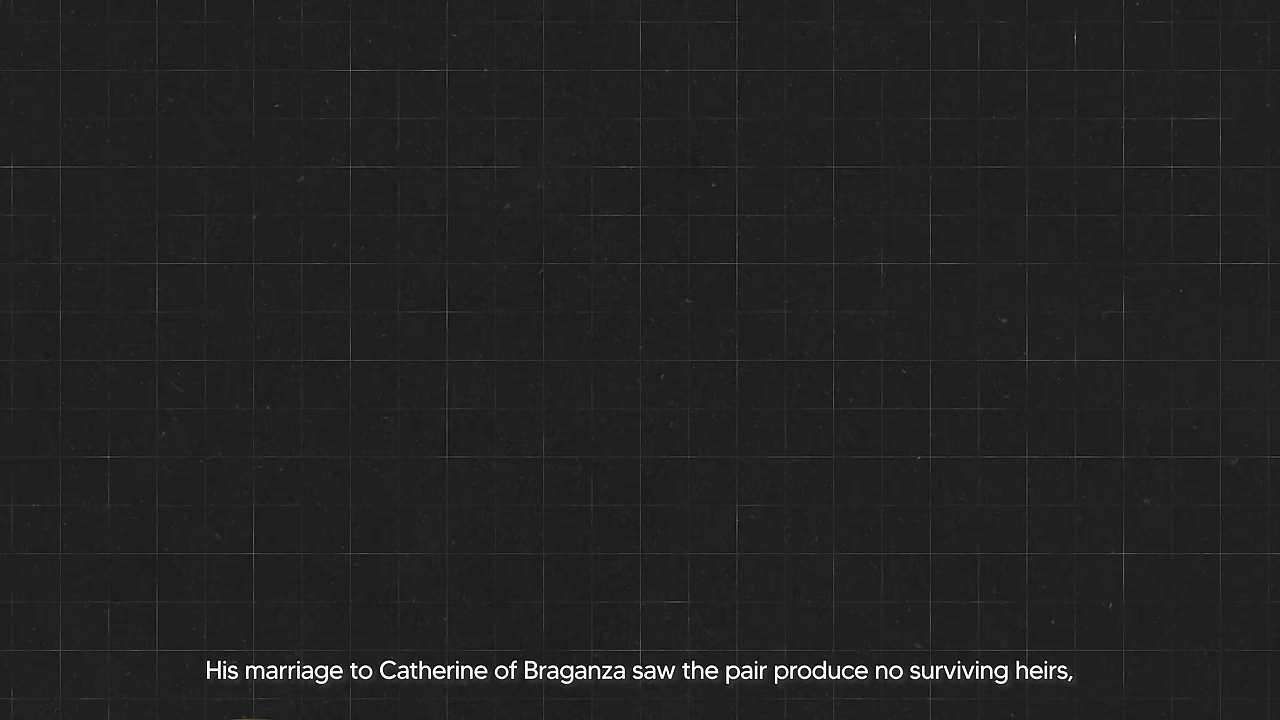 His marriage to Catherine of Braganza saw the pair produce no surviving heirs,